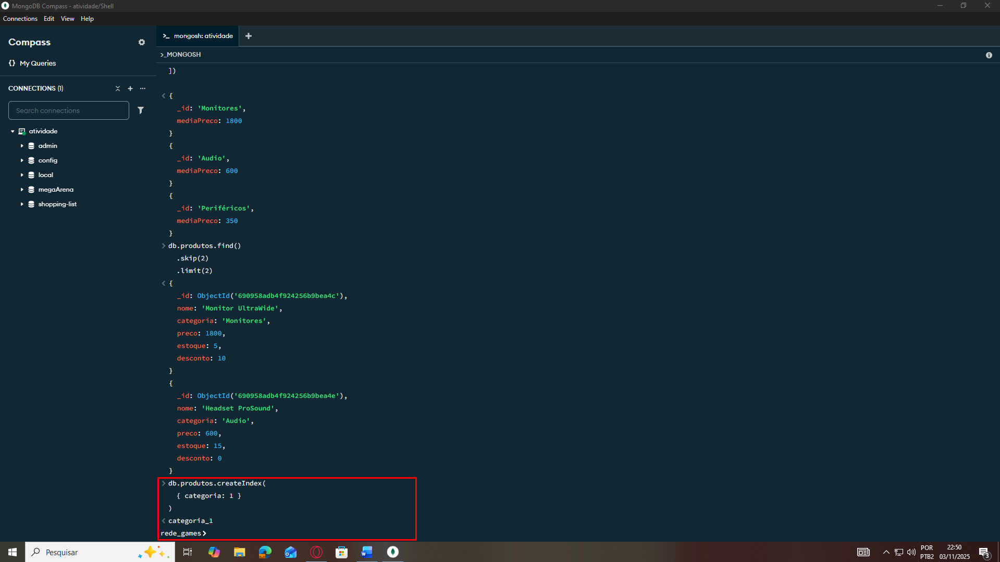 MongoDB Compass - atividade/Shell
Connections Edit View Help
Compass
mongosh: atividade
My Queries
>_MONGOSH
CONNECTIONS (1)
Search connections
atividade
admin
config
local
megaArena
shopping-list
])
{
_id: 'Monitores',
mediaPreco: 1800
}
{
_id: 'Audio',
mediaPreco: 600
}
{
_id: 'Periféricos',
mediaPreco: 350
}
db.produtos.find()
.skip(2)
.limit(2)
{
_id: ObjectId('690958adb4f924256b9bea4c'),
nome: 'Monitor UltraWide',
categoria: 'Monitores',
preco: 1800,
estoque: 5,
desconto: 10
}
{
_id: ObjectId('690958adb4f924256b9bea4e'),
nome: 'Headset ProSound',
categoria: 'Audio',
preco: 600,
estoque: 15,
desconto: 0
}
db.produtos.createIndex(
{ categoria: 1 }
)
categoria_1
rede_games>
Pesquisar
POR
PTB2
22:50
03/11/2025
3